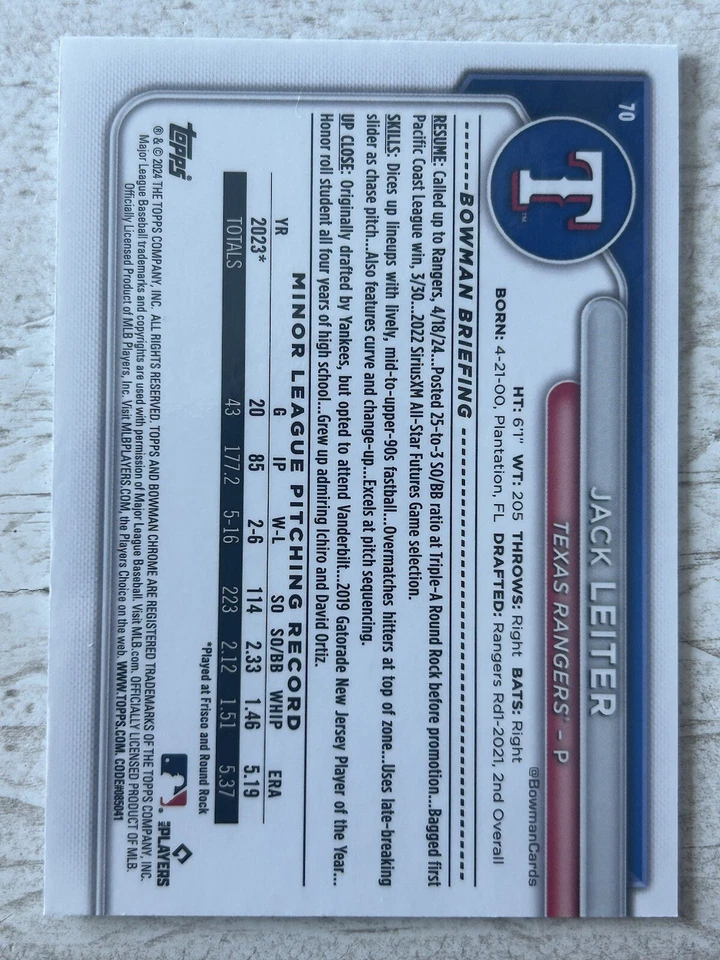 70
T
TM
JACK LEITER
TEXAS RANGERS® – P
@BowmanCards
HT: 6'1" WT: 205 THROWS: Right BATS: Right
BORN: 4-21-00, Plantation, FL DRAFTED: Rangers Rd1-2021, 2nd Overall
BOWMAN BRIEFING
RESUME: Called up to Rangers, 4/18/24...Posted 25-to-3 SO/BB ratio at Triple-A Round Rock before promotion...Bagged first
Pacific Coast League win, 3/30...2022 SiriusXM All-Star Futures Game selection.
SKILLS: Dices up lineups with lively, mid-to-upper-90s fastball...Overmatches hitters at top of zone...Uses late-breaking
slider as chase pitch...Also features curve and change-up...Excels at pitch sequencing.
UP CLOSE: Originally drafted by Yankees, but opted to attend Vanderbilt...2019 Gatorade New Jersey Player of the Year...
Honor roll student all four years of high school...Grew up admiring Ichiro and David Ortiz.
MINOR LEAGUE PITCHING RECORD
YR G IP W-L SO SO/BB WHIP ERA
2023* 20 85 2-6 114 2.33 1.46 5.19
TOTALS 43 177.2 5-16 223 2.12 1.51 5.37
*Played at Frisco and Round Rock
topps
MLB PLAYERS
® & © 2024 THE TOPPS COMPANY, INC. ALL RIGHTS RESERVED. TOPPS AND BOWMAN CHROME ARE REGISTERED TRADEMARKS OF THE TOPPS COMPANY, INC.
Major League Baseball trademarks and copyrights are used with permission of Major League Baseball. Visit MLB.com. OFFICIALLY LICENSED PRODUCT OF MLB
Officially Licensed Product of MLB Players, Inc. Visit MLBPLAYERS.COM, the Players Choice on the web. WWW.TOPPS.COM. CODE#085041